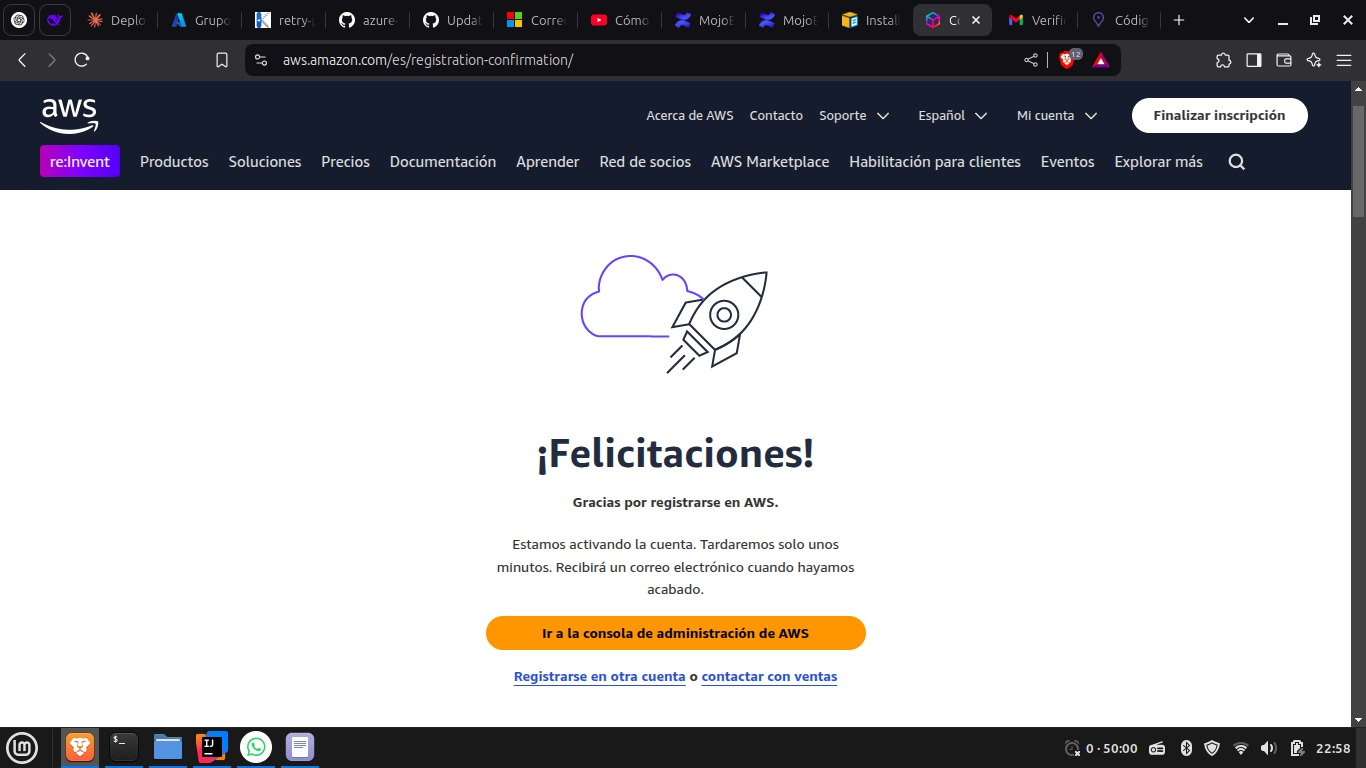 Deplo
Grupo
retry-
azure-
Updat
Corre
Cómo
MojoB
MojoB
Install
Co
Verific
Códig
aws.amazon.com/es/registration-confirmation/
12
aws
Acerca de AWS
Contacto
Soporte
Español
Mi cuenta
Finalizar inscripción
re:Invent
Productos
Soluciones
Precios
Documentación
Aprender
Red de socios
AWS Marketplace
Habilitación para clientes
Eventos
Explorar más
¡Felicitaciones!
Gracias por registrarse en AWS.
Estamos activando la cuenta. Tardaremos solo unos
minutos. Recibirá un correo electrónico cuando hayamos
acabado.
Ir a la consola de administración de AWS
Registrarse en otra cuenta o contactar con ventas
$_
IJ
0 · 50:00
22:58